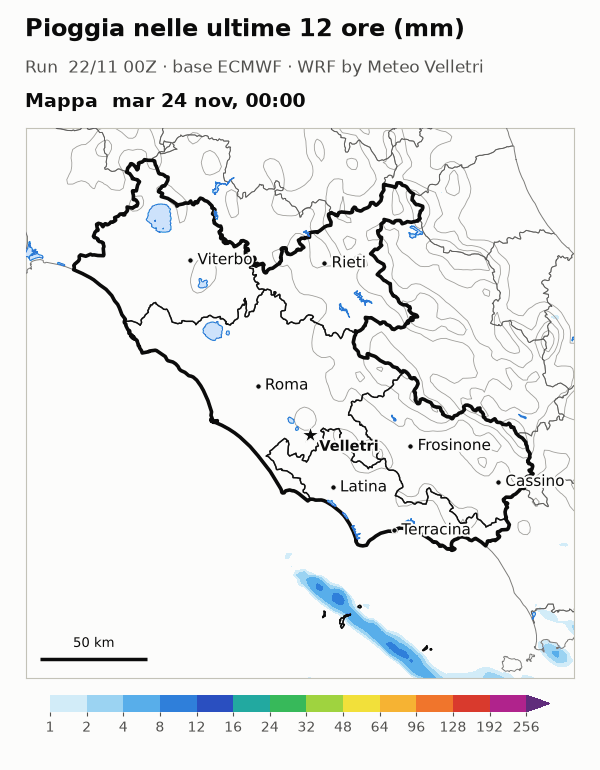 Pioggia nelle ultime 12 ore (mm)
Run  22/11 00Z · base ECMWF · WRF by Meteo Velletri
Mappa  mar 24 nov, 00:00
Viterbo
Rieti
Roma
Velletri
Frosinone
Latina
Cassino
Terracina
50 km
1 2 4 8 12 16 24 32 48 64 96 128 192 256